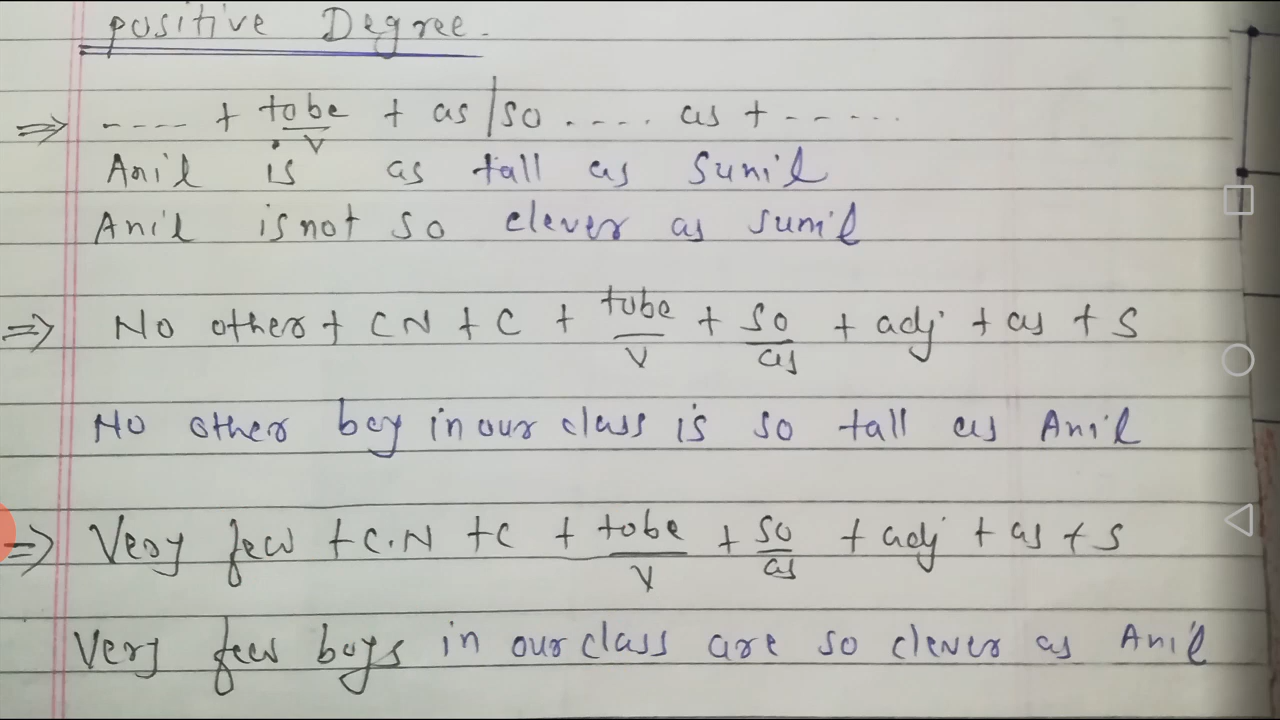 positive Degree.
⇒ ---- + tobe/v + as/so .... as + ------
Anil is as tall as Sunil
Anil is not so clever as sunil
⇒ No other + CN + C + tobe/v + so/as + adj + as + S
No other boy in our class is so tall as Anil
⇒ Very few + C.N + C + tobe/v + so/as + adj + as + S
Very few boys in our class are so clever as Anil